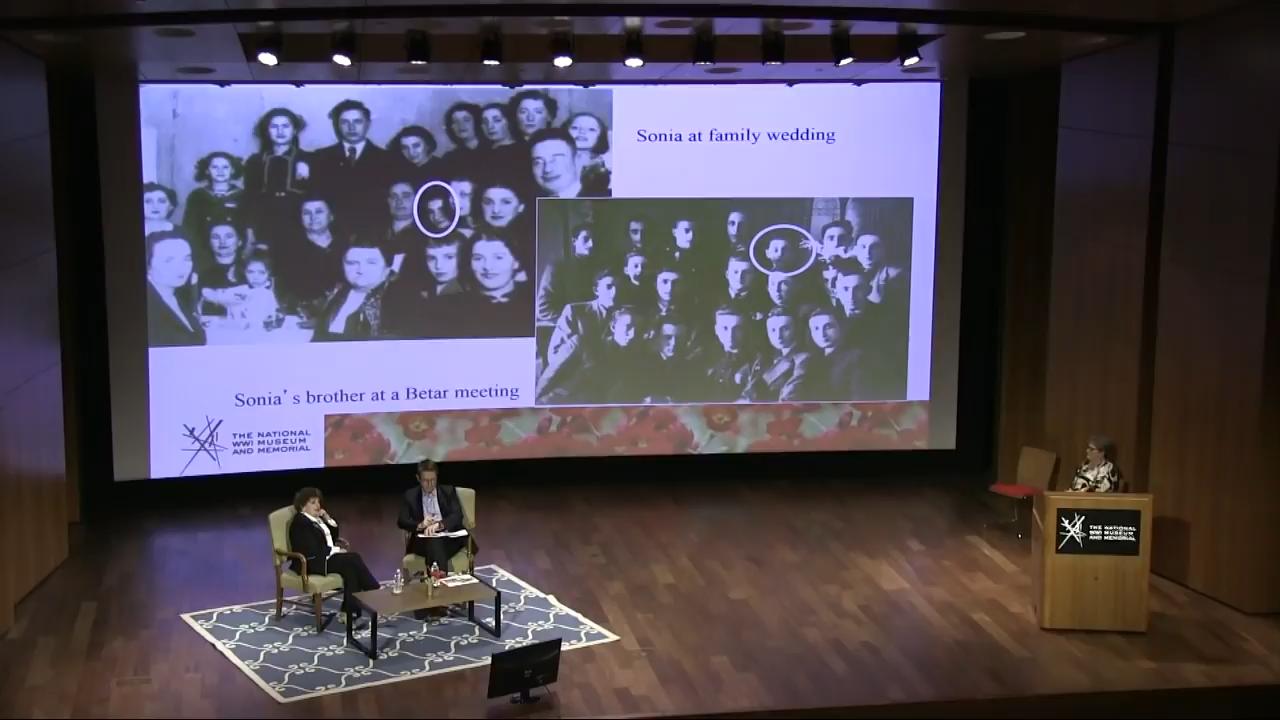 Sonia at family wedding
Sonia's brother at a Betar meeting
THE NATIONAL
WWI MUSEUM
AND MEMORIAL
THE NATIONAL
WWI MUSEUM
AND MEMORIAL